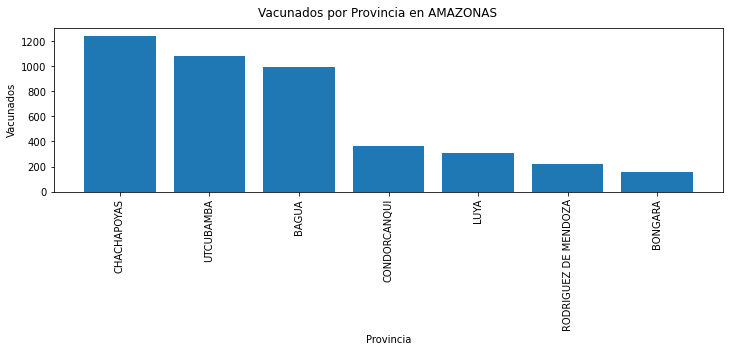 Vacunados por Provincia en AMAZONAS
Vacunados
1200
1000
800
600
400
200
0
CHACHAPOYAS
UTCUBAMBA
BAGUA
CONDORCANQUI
LUYA
RODRIGUEZ DE MENDOZA
BONGARA
Provincia